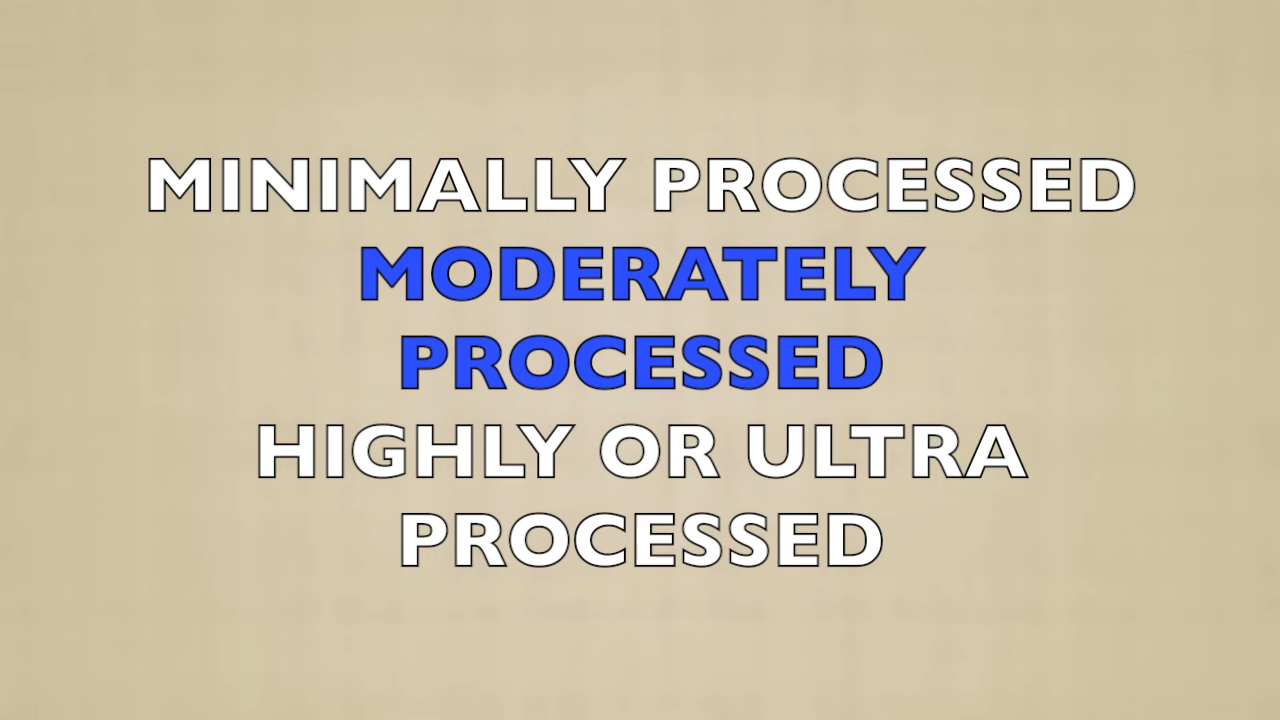 MINIMALLY PROCESSED
MODERATELY
PROCESSED
HIGHLY OR ULTRA
PROCESSED